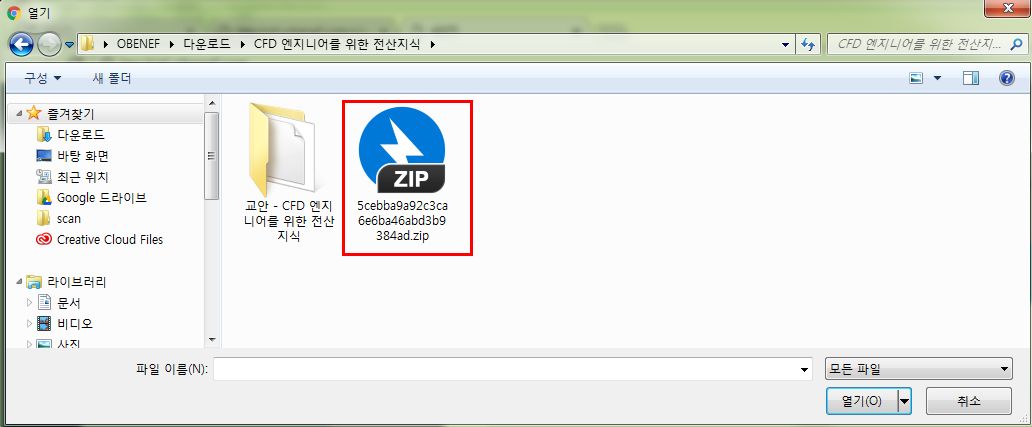 열기
OBENEF ▶ 다운로드 ▶ CFD 엔지니어를 위한 전산지식 ▶
CFD 엔지니어를 위한 전산지...
구성 새 폴더
즐겨찾기
다운로드
바탕 화면
최근 위치
Google 드라이브
scan
Creative Cloud Files
라이브러리
문서
비디오
사진
교안 - CFD 엔지
니어를 위한 전산
지식
ZIP
5cebba9a92c3ca
6e6ba46abd3b9
384ad.zip
파일 이름(N):
모든 파일
열기(O) 취소